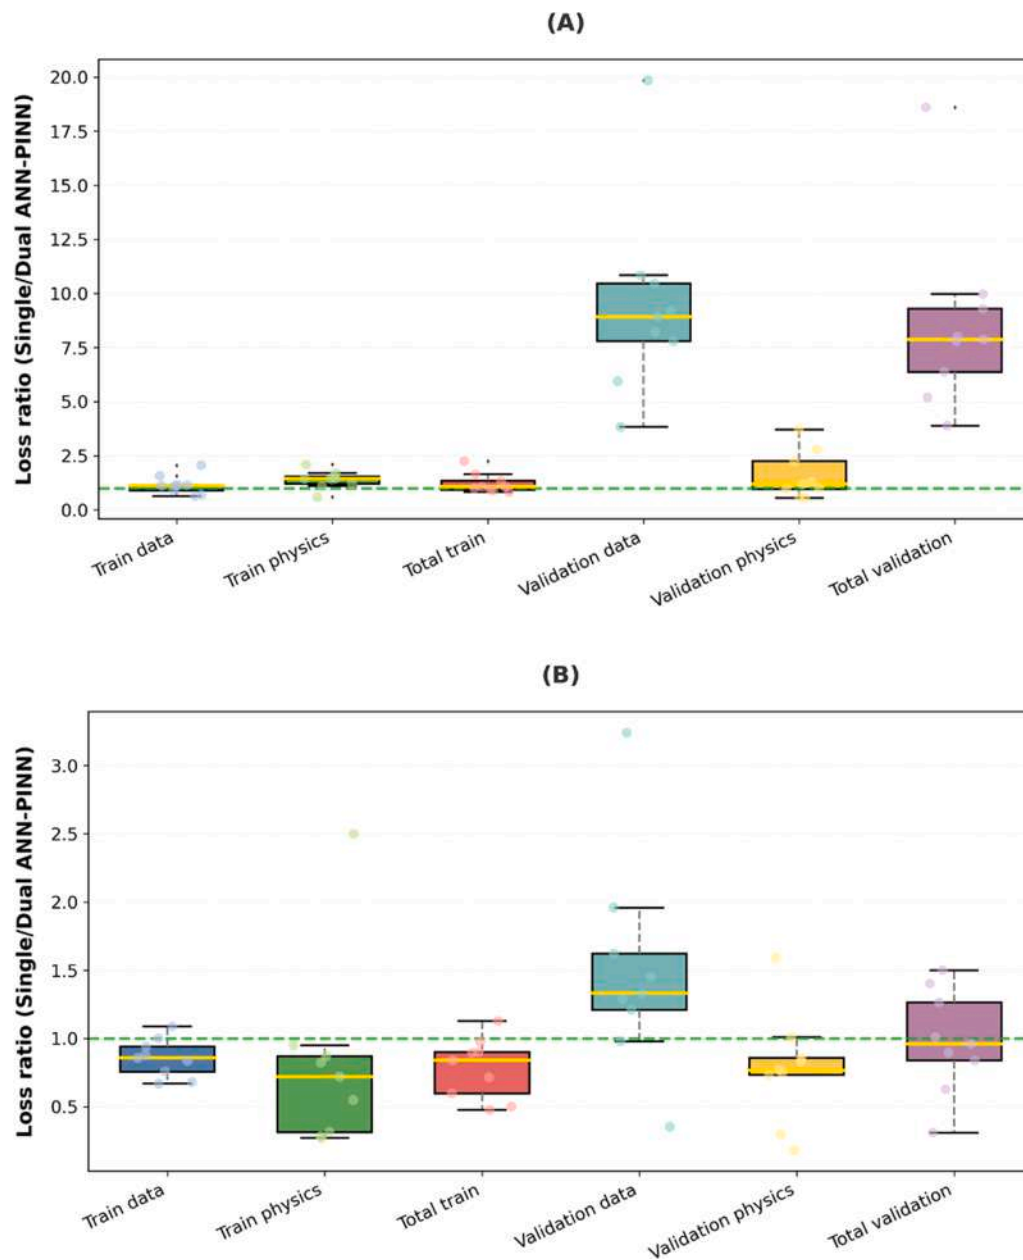 (A)
Loss ratio (Single/Dual ANN-PINN)
20.0
17.5
15.0
12.5
10.0
7.5
5.0
2.5
0.0
Train data
Train physics
Total train
Validation data
Validation physics
Total validation
(B)
Loss ratio (Single/Dual ANN-PINN)
3.0
2.5
2.0
1.5
1.0
0.5
Train data
Train physics
Total train
Validation data
Validation physics
Total validation